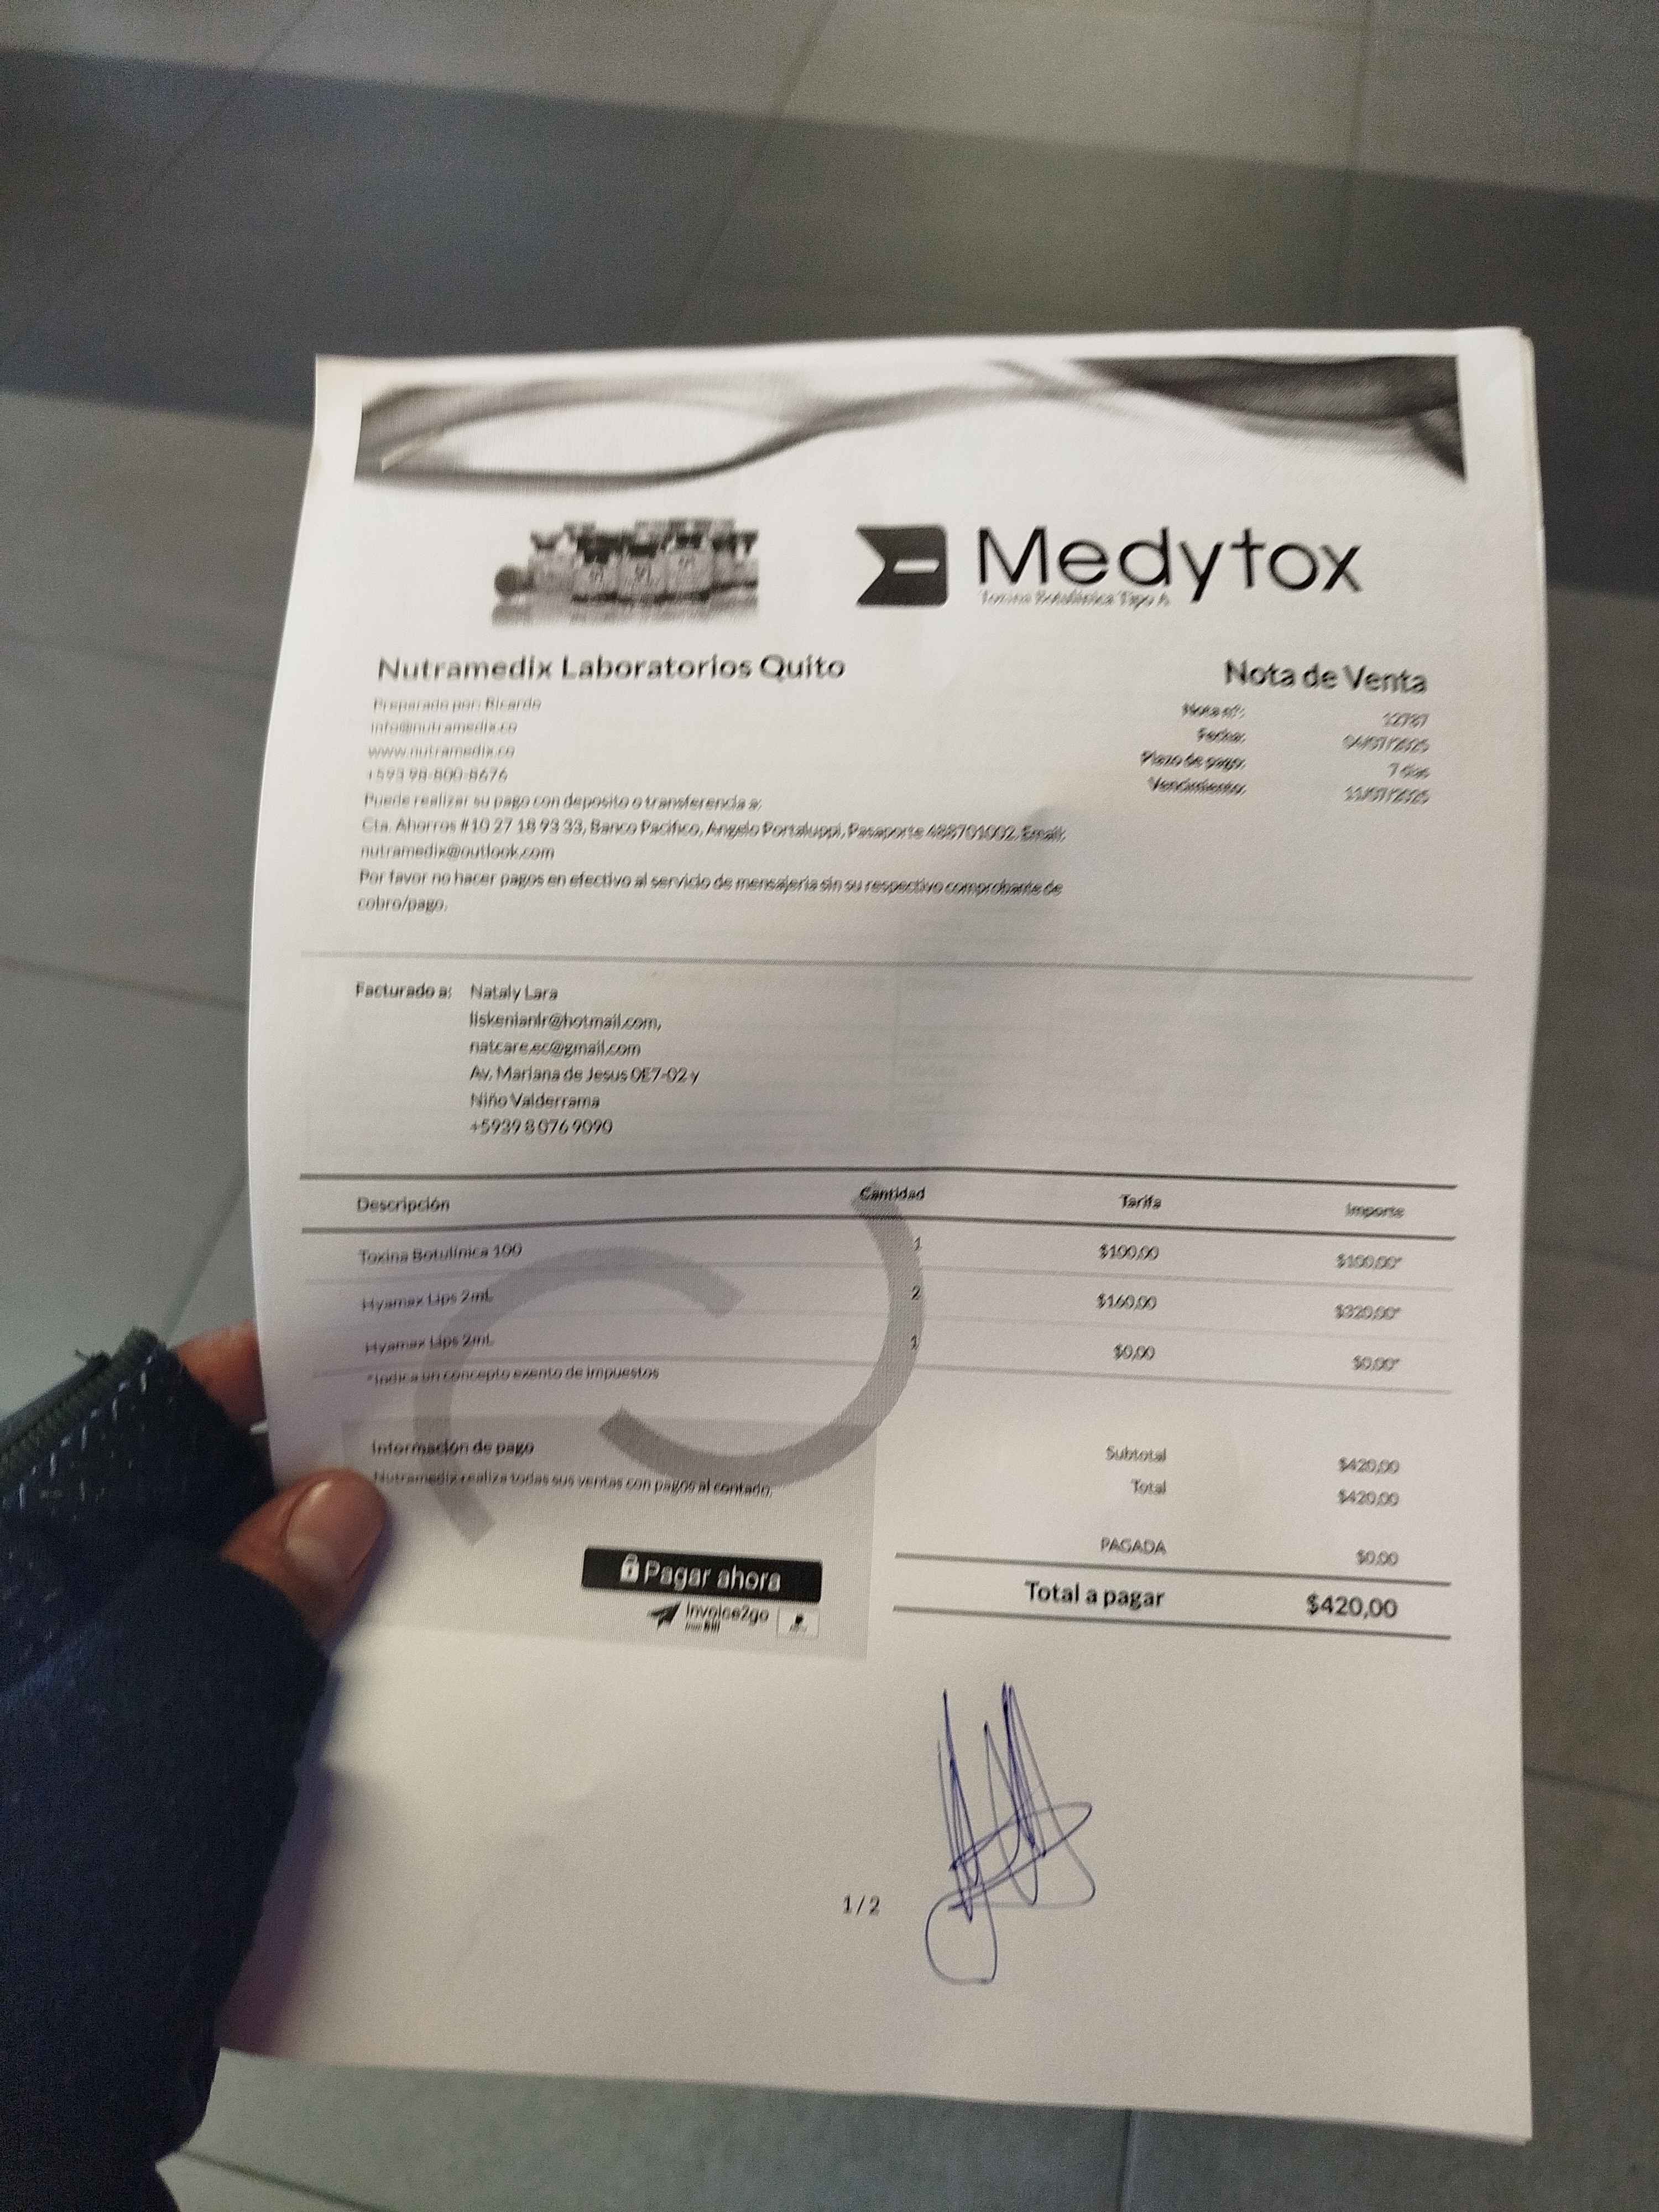 Medytox
Toxina Botulínica Tipo A
Nutramedix Laboratorios Quito
Preparado por: Ricardo
info@nutramedix.co
www.nutramedix.co
+593 98-800-8676
Puede realizar su pago con deposito o transferencia a:
Cta. Ahorros #10 27 18 93 33, Banco Pacifico, Angelo Portaluppi, Pasaporte 488701002, Email:
nutramedix@outlook.com
Por favor no hacer pagos en efectivo al servicio de mensajeria sin su respectivo comprobante de
cobro/pago.
Nota de Venta
Nota nº: 12787
Fecha: 04/07/2025
Plazo de pago: 7 días
Vencimiento: 11/07/2025
Facturado a: Nataly Lara
liskenianlr@hotmail.com,
natcare.ec@gmail.com
Av. Mariana de Jesus OE7-02 y
Niño Valderrama
+5939 8 076 9090
Descripción Cantidad Tarifa Importe
Toxina Botulínica 100 1 $100,00 $100,00*
Hyamax Lips 2mL 2 $160,00 $320,00*
Hyamax Lips 2mL 1 $0,00 $0,00*
*Indica un concepto exento de impuestos
Información de pago
Nutramedix realiza todas sus ventas con pagos al contado.
Pagar ahora
Invoice2go
Subtotal $420,00
Total $420,00
PAGADA $0,00
Total a pagar $420,00
1/2